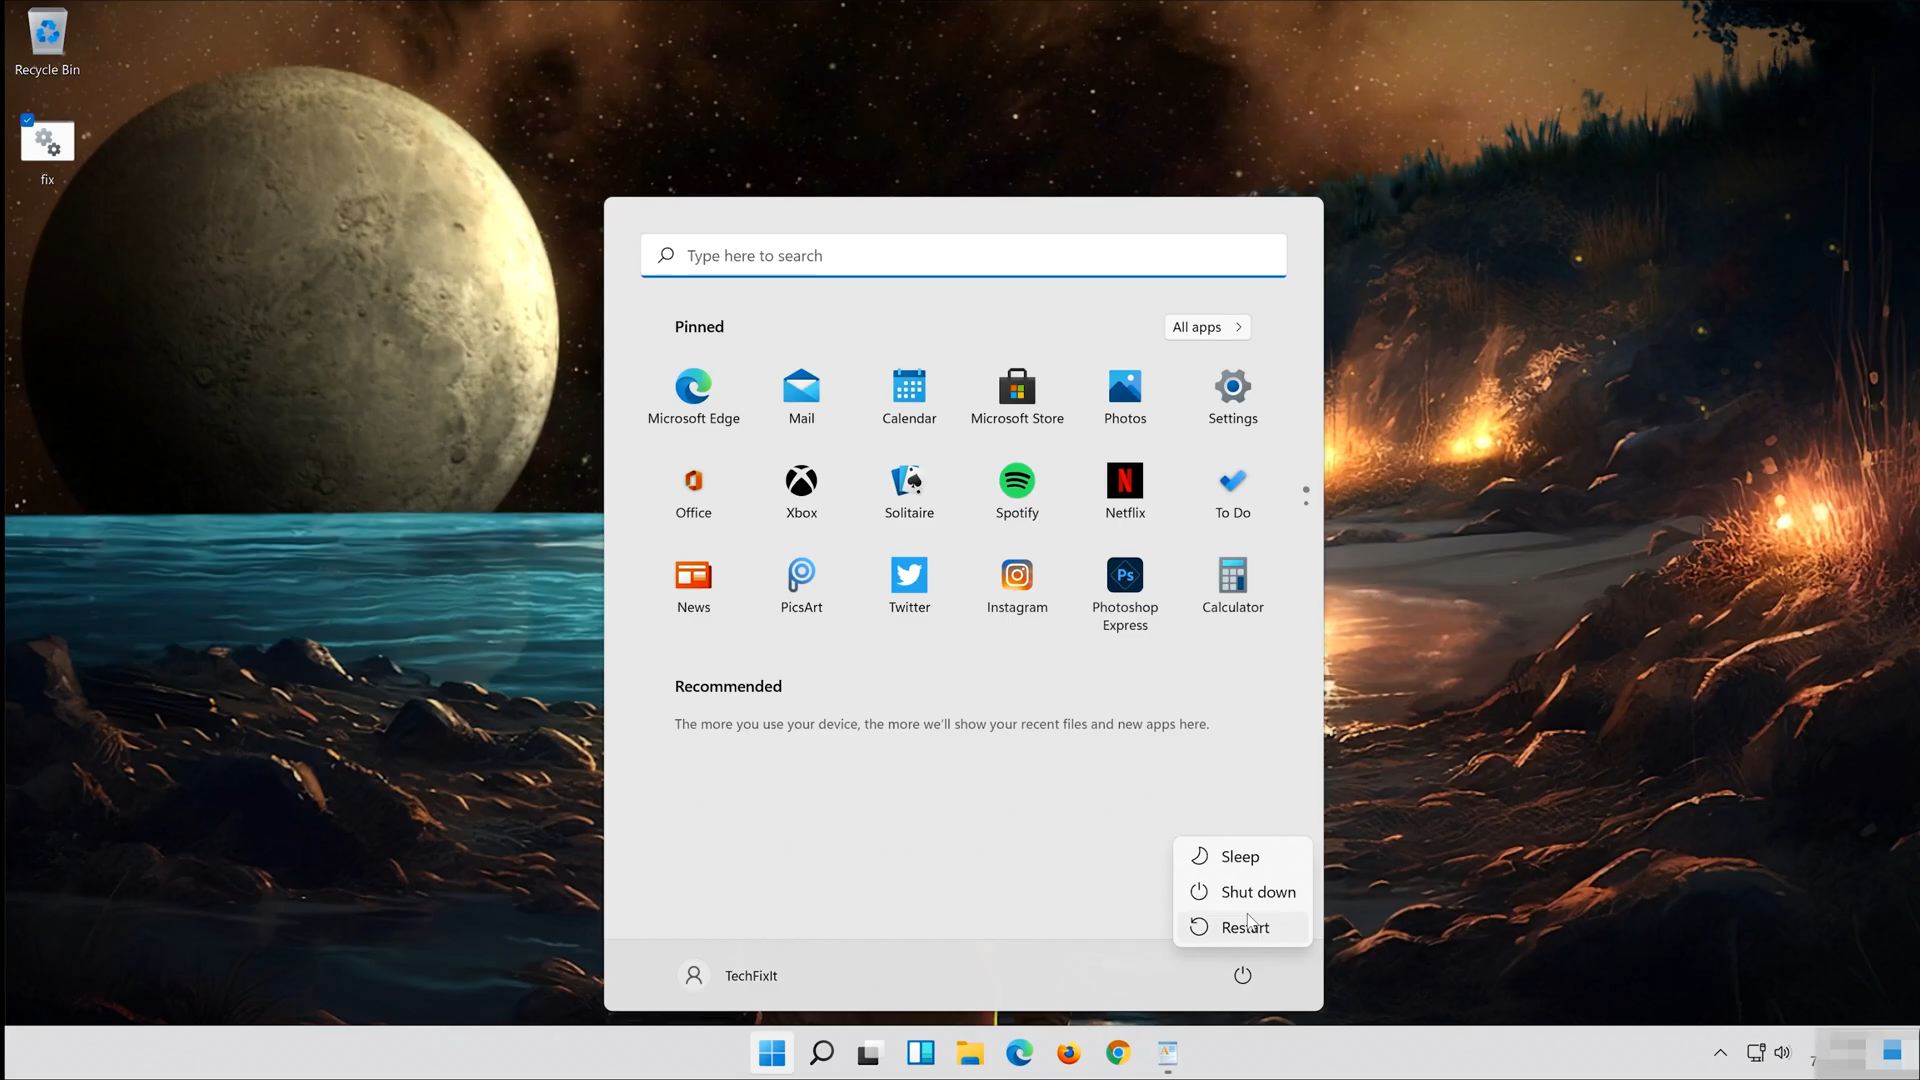 Recycle Bin
fix
Type here to search
Pinned
All apps
Microsoft Edge
Mail
Calendar
Microsoft Store
Photos
Settings
Office
Xbox
Solitaire
Spotify
Netflix
To Do
News
PicsArt
Twitter
Instagram
Photoshop
Express
Calculator
Recommended
The more you use your device, the more we'll show your recent files and new apps here.
Sleep
Shut down
Restart
TechFixIt